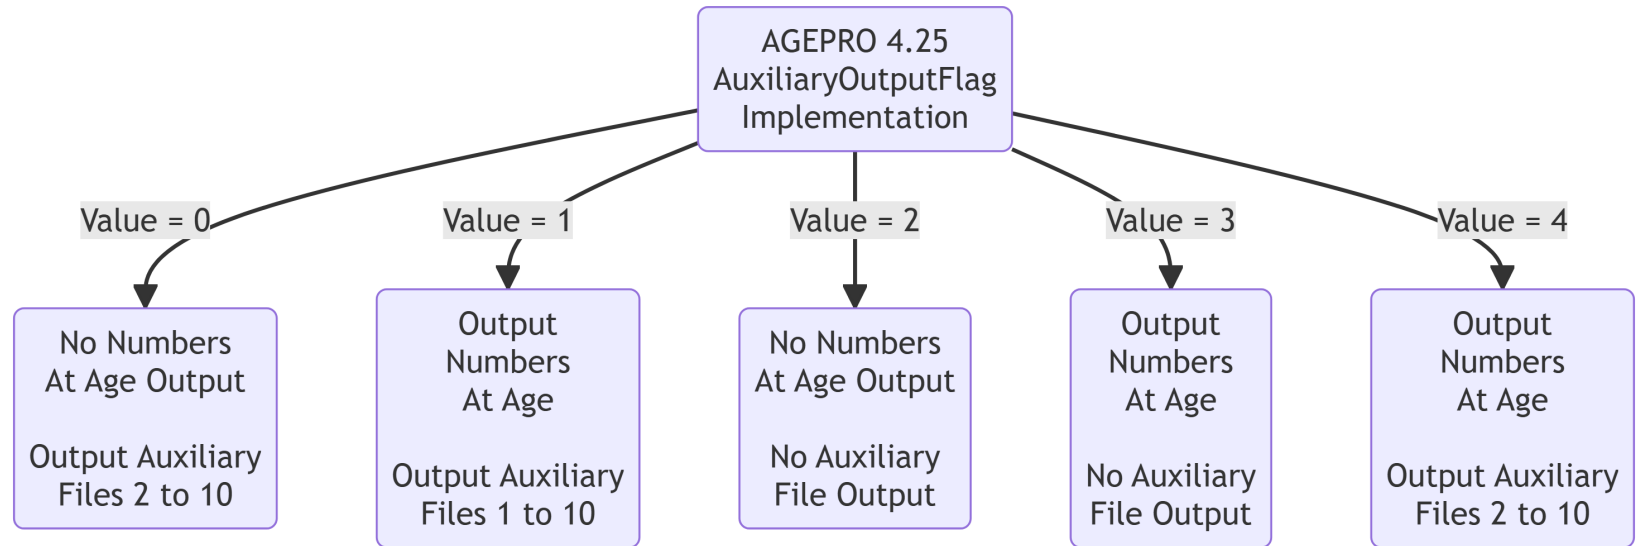 AGEPRO 4.25
AuxiliaryOutputFlag
Implementation
Value = 0
Value = 1
Value = 2
Value = 3
Value = 4
No Numbers
At Age Output
Output Auxiliary
Files 2 to 10
Output
Numbers
At Age
Output Auxiliary
Files 1 to 10
No Numbers
At Age Output
No Auxiliary
File Output
Output
Numbers
At Age
No Auxiliary
File Output
Output
Numbers
At Age
Output Auxiliary
Files 2 to 10